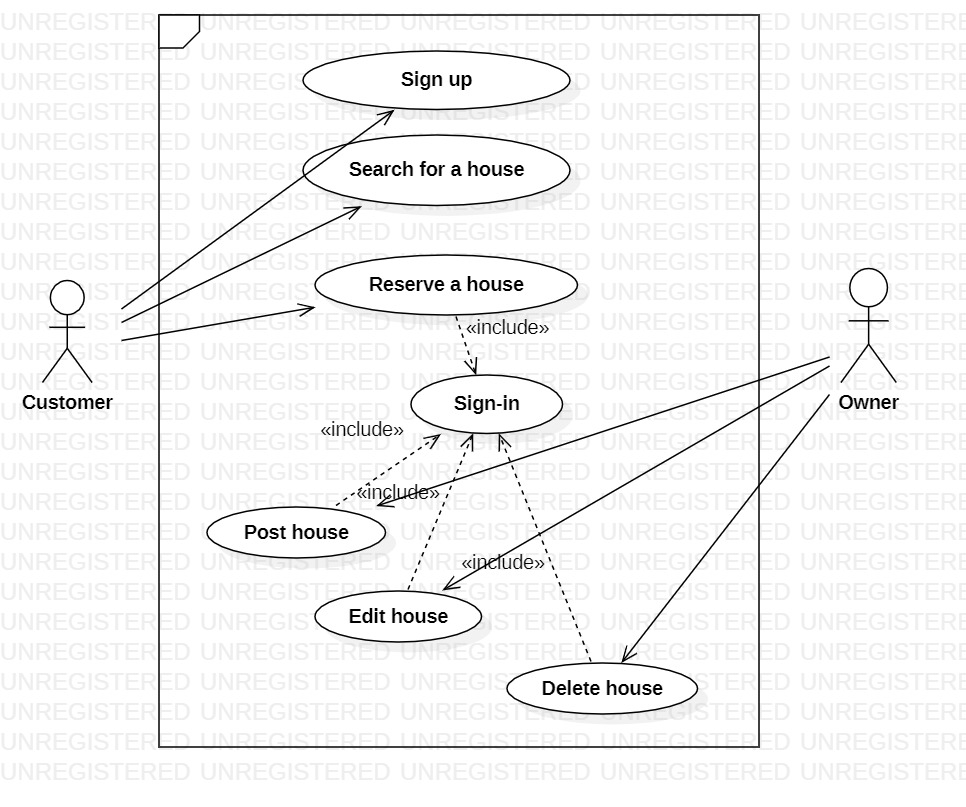 Sign up
Search for a house
Reserve a house
«include»
Sign-in
Customer
Owner
«include»
«include»
Post house
«include»
Edit house
Delete house
UNREGISTERED